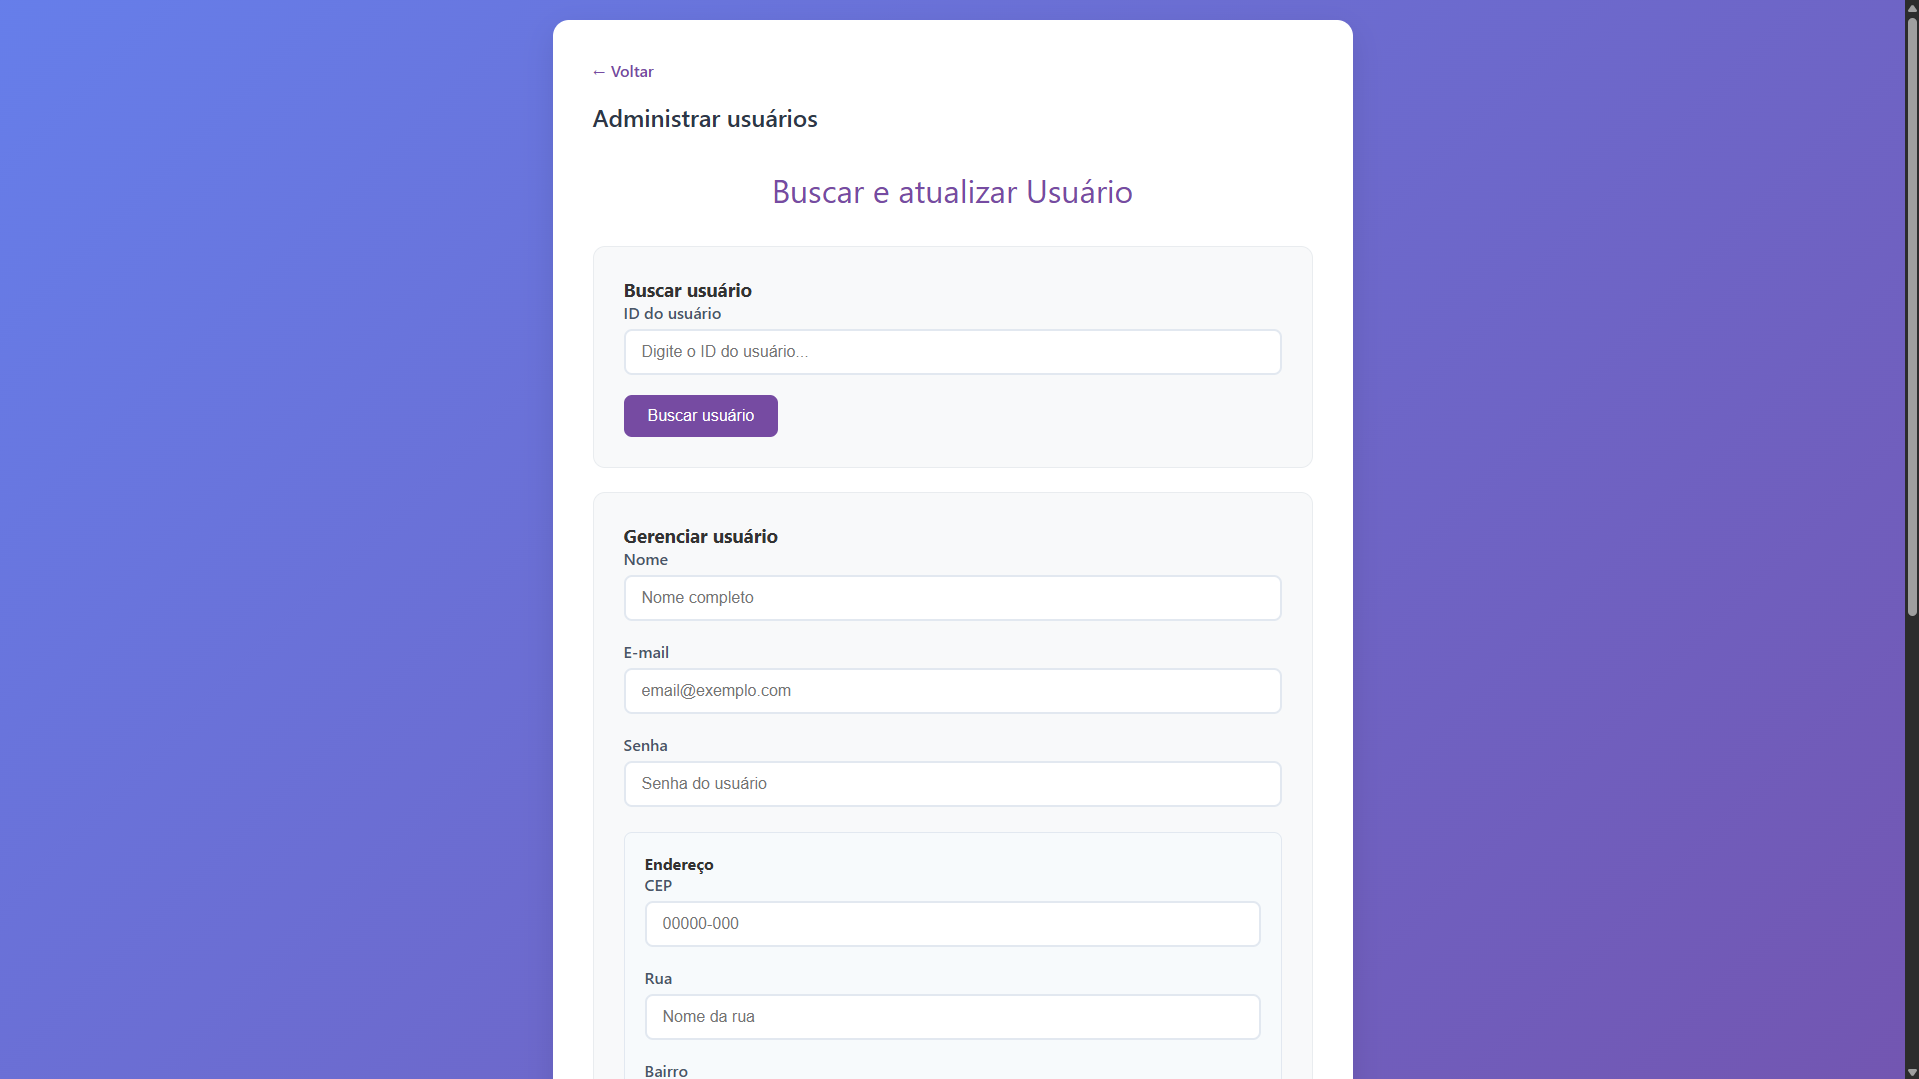 ← Voltar
Administrar usuários
Buscar e atualizar Usuário
Buscar usuário
ID do usuário
Digite o ID do usuário...
Buscar usuário
Gerenciar usuário
Nome
Nome completo
E-mail
email@exemplo.com
Senha
Senha do usuário
Endereço
CEP
00000-000
Rua
Nome da rua
Bairro